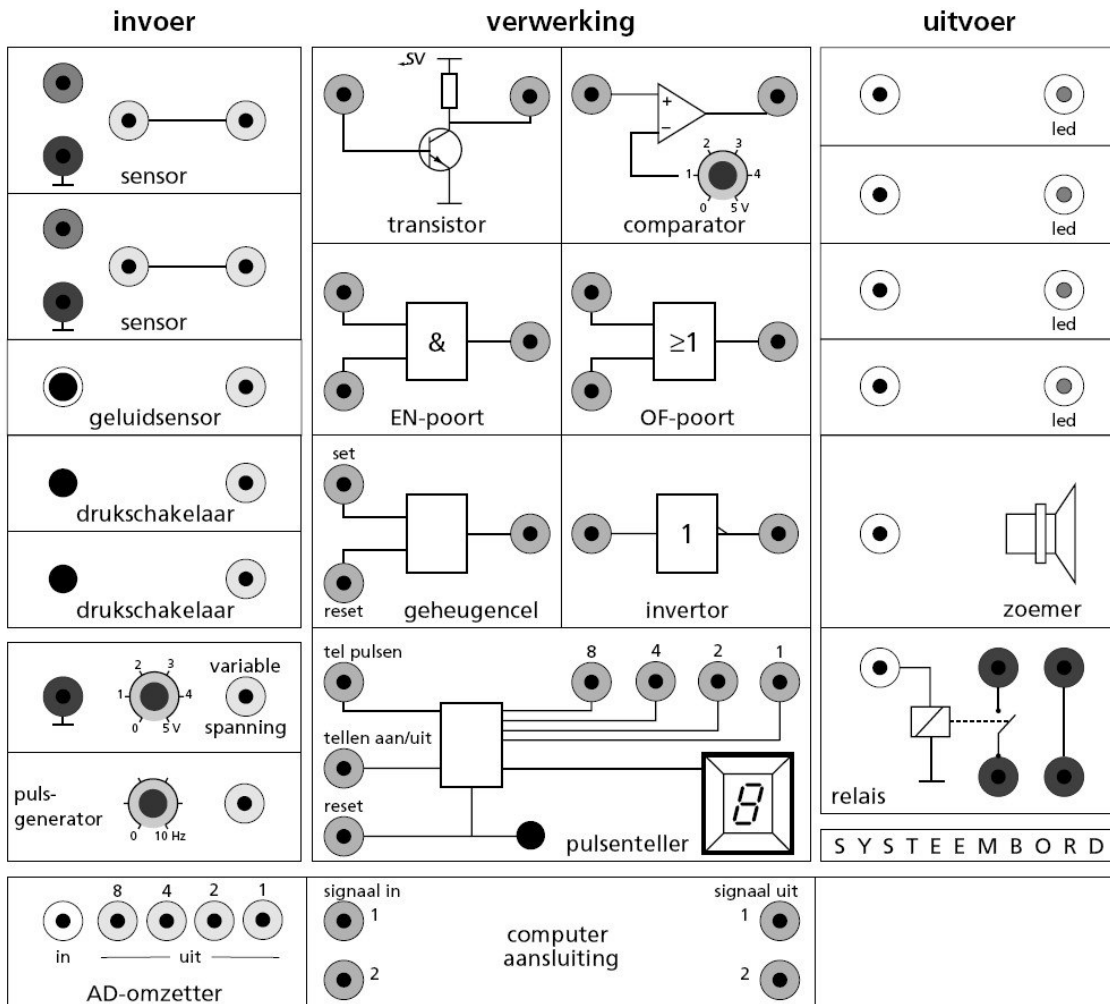 invoer
sensor
sensor
geluidsensor
drukschakelaar
drukschakelaar
0 1 2 3 4 5 V
variable
spanning
puls-
generator
0 10 Hz
verwerking
SV
transistor
+
−
0 1 2 3 4 5 V
comparator
&
EN-poort
≥1
OF-poort
set
reset
geheugencel
1
invertor
tel pulsen
8 4 2 1
tellen aan/uit
reset
8
pulsenteller
uitvoer
led
led
led
led
zoemer
relais
S Y S T E E M B O R D
8 4 2 1
in
uit
AD-omzetter
signaal in
1
2
computer
aansluiting
signaal uit
1
2